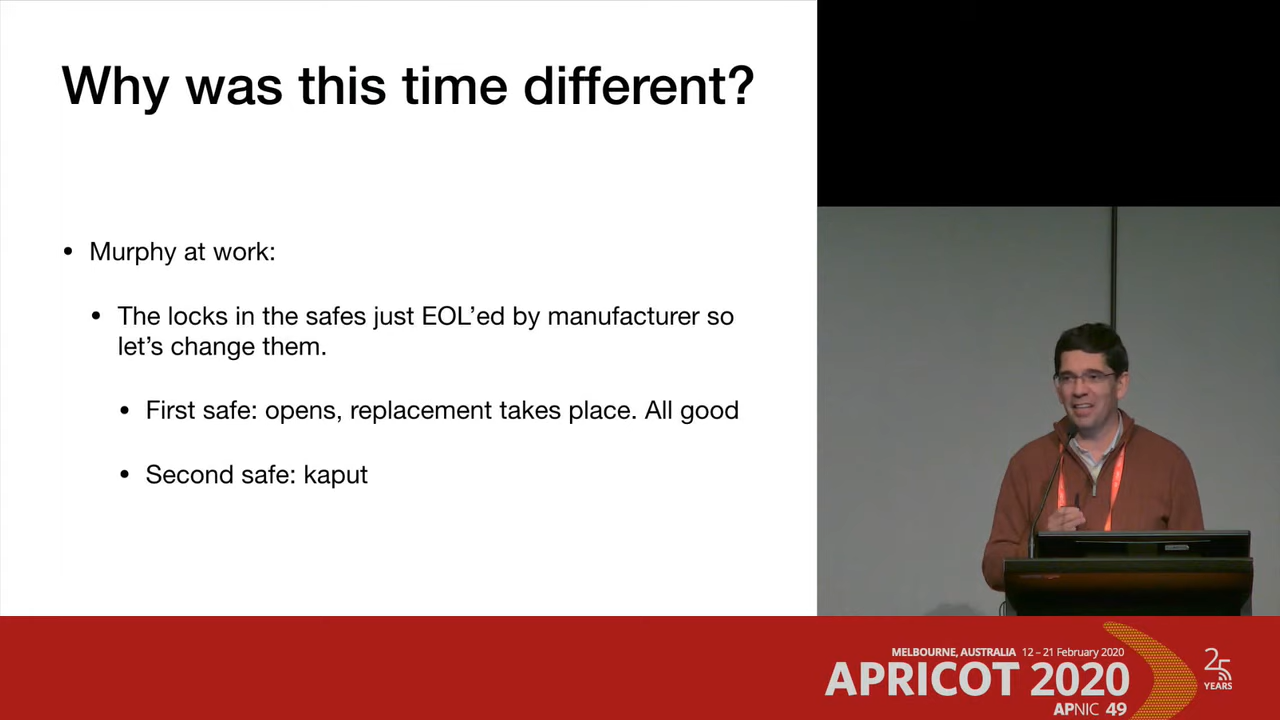 Why was this time different?
• Murphy at work:
• The locks in the safes just EOL’ed by manufacturer so
let’s change them.
• First safe: opens, replacement takes place. All good
• Second safe: kaput
MELBOURNE, AUSTRALIA 12 – 21 February 2020
APRICOT 2020
APNIC 49
25
YEARS